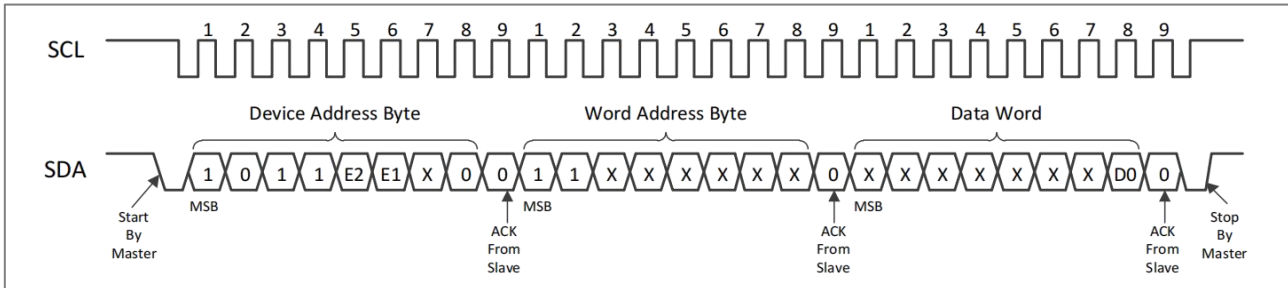 1 2 3 4 5 6 7 8 9 1 2 3 4 5 6 7 8 9 1 2 3 4 5 6 7 8 9
SCL
Device Address Byte Word Address Byte Data Word
SDA 1 0 1 1 E2 E1 X 0 0 1 1 X X X X X X 0 X X X X X X X D0 0
MSB MSB MSB
Start
By
Master
ACK
From
Slave
ACK
From
Slave
ACK
From
Slave
Stop
By
Master